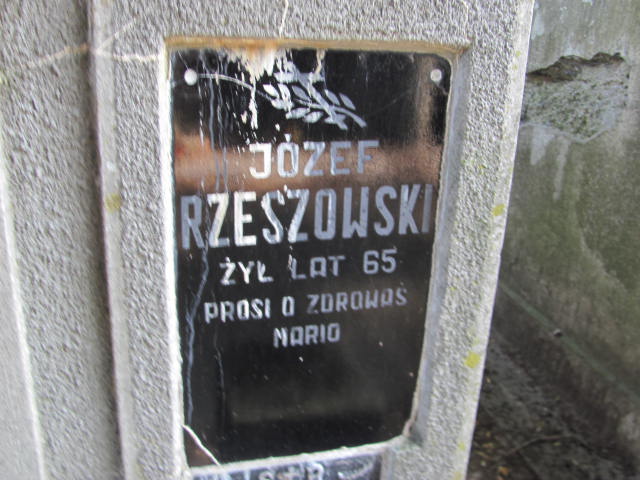 JÓZEF
RZESZOWSKI
ŻYŁ LAT 65
PROSI O ZDROWAŚ
MARIO